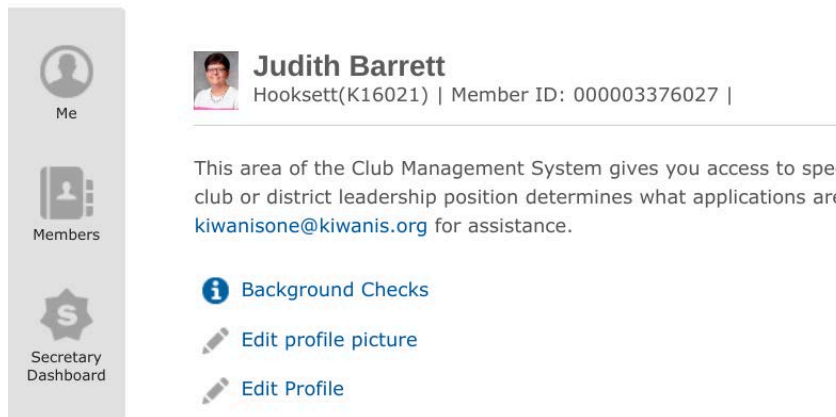 Me
Members
S
Secretary
Dashboard
Judith Barrett
Hooksett(K16021) | Member ID: 000003376027 |
This area of the Club Management System gives you access to spe
club or district leadership position determines what applications are
kiwanisone@kiwanis.org for assistance.
Background Checks
Edit profile picture
Edit Profile